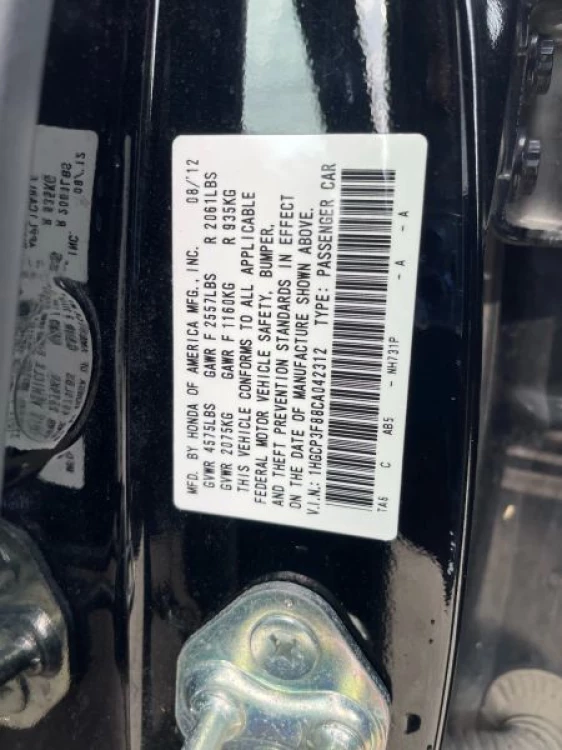 MFD. BY HONDA OF AMERICA MFG., INC. 08/'12
GVWR 4575LBS GAWR F 2557LBS R 2061LBS
GVWR 2075KG GAWR F 1160KG R 935KG
THIS VEHICLE CONFORMS TO ALL APPLICABLE
FEDERAL MOTOR VEHICLE SAFETY, BUMPER,
AND THEFT PREVENTION STANDARDS IN EFFECT
ON THE DATE OF MANUFACTURE SHOWN ABOVE.
V.I.N.: 1HGCP3F88CA042312 TYPE: PASSENGER CAR
TA6 C AB5 - NH731P - A - A